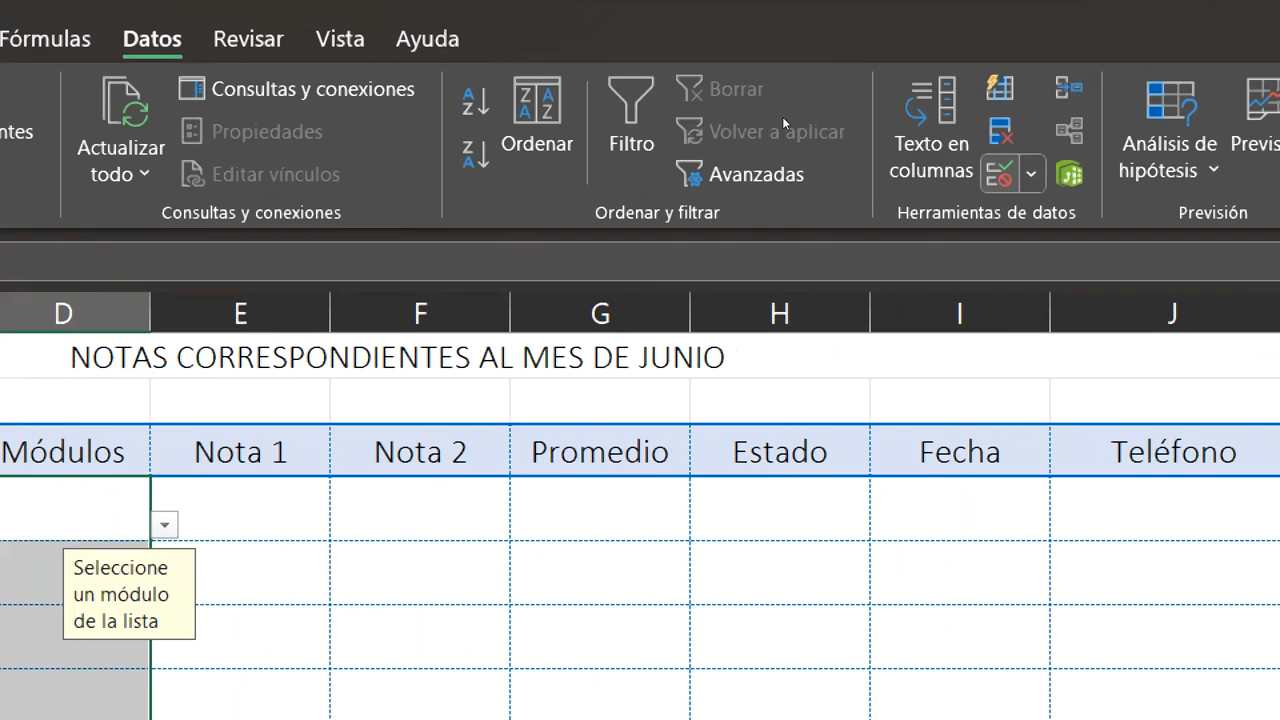 Fórmulas Datos Revisar Vista Ayuda
Consultas y conexiones
Propiedades
Editar vínculos
Actualizar
todo
Consultas y conexiones
Ordenar
Filtro
Borrar
Volver a aplicar
Avanzadas
Ordenar y filtrar
Texto en
columnas
Herramientas de datos
Análisis de
hipótesis
Previsión
D E F G H I J
NOTAS CORRESPONDIENTES AL MES DE JUNIO
Módulos Nota 1 Nota 2 Promedio Estado Fecha Teléfono
Seleccione
un módulo
de la lista